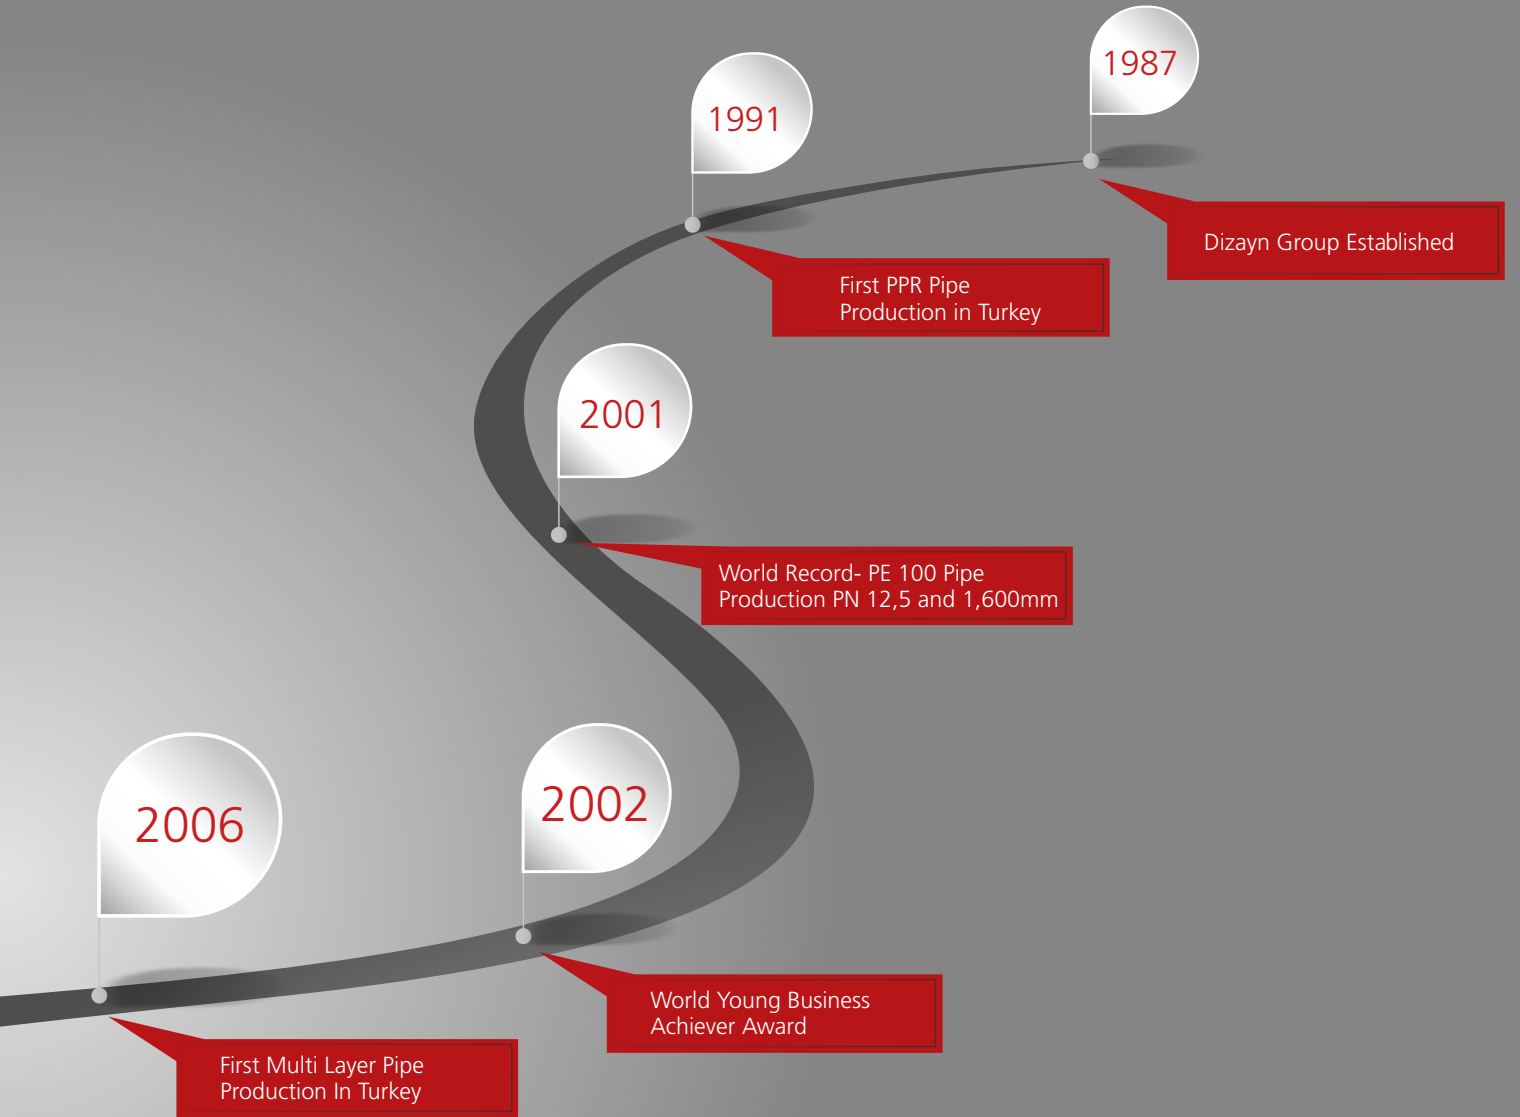 1987
Dizayn Group Established
1991
First PPR Pipe
Production in Turkey
2001
World Record- PE 100 Pipe
Production PN 12,5 and 1,600mm
2002
World Young Business
Achiever Award
2006
First Multi Layer Pipe
Production In Turkey